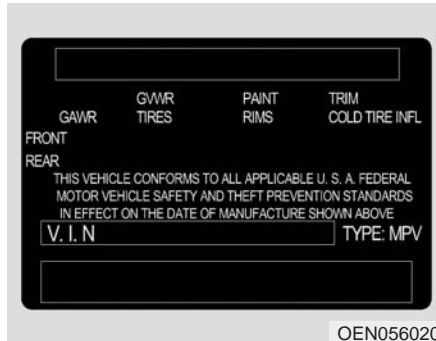 GVWR PAINT TRIM
GAWR TIRES RIMS COLD TIRE INFL
FRONT
REAR
THIS VEHICLE CONFORMS TO ALL APPLICABLE U. S. A. FEDERAL
MOTOR VEHICLE SAFETY AND THEFT PREVENTION STANDARDS
IN EFFECT ON THE DATE OF MANUFACTURE SHOWN ABOVE
V. I. N TYPE: MPV
OEN056020